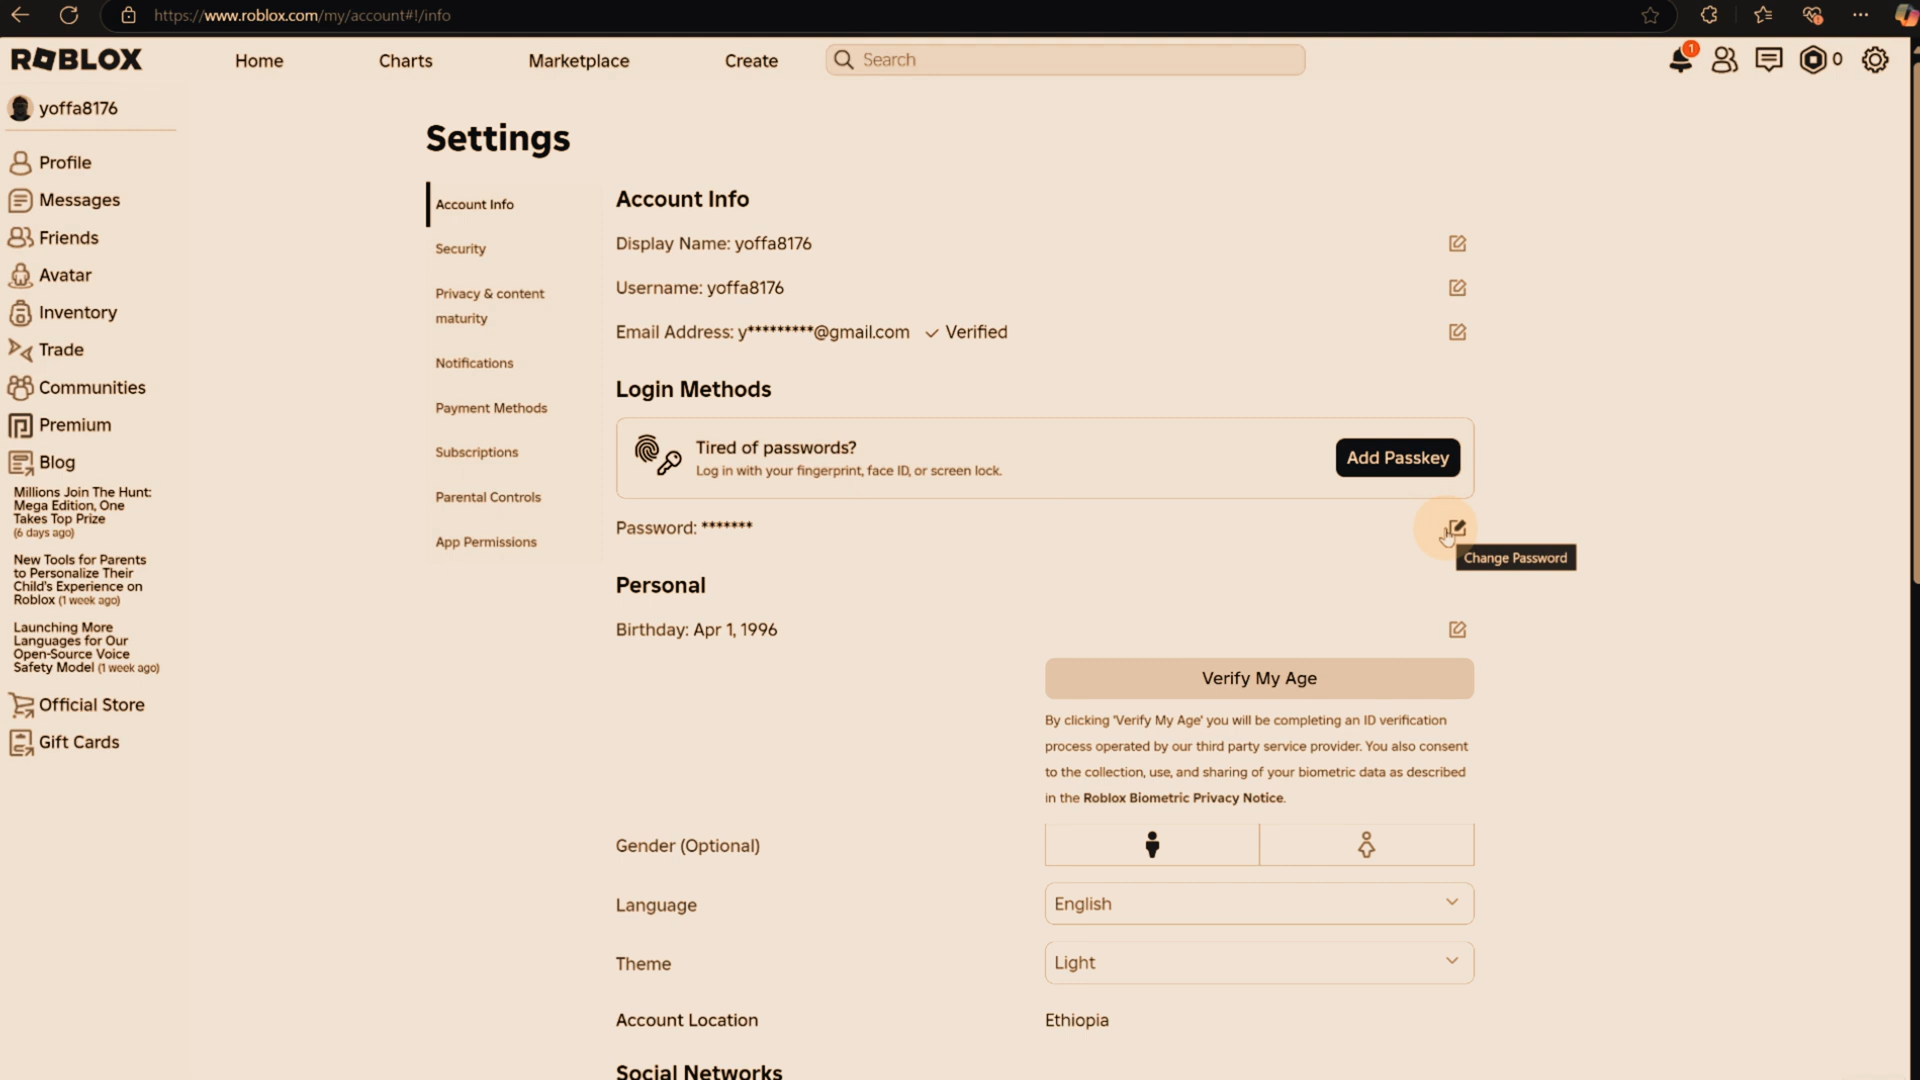 https://www.roblox.com/my/account#!/info
ROBLOX
Home
Charts
Marketplace
Create
Search
1
0
yoffa8176
Profile
Messages
Friends
Avatar
Inventory
Trade
Communities
Premium
Blog
Millions Join The Hunt:
Mega Edition, One
Takes Top Prize
(6 days ago)
New Tools for Parents
to Personalize Their
Child's Experience on
Roblox (1 week ago)
Launching More
Languages for Our
Open-Source Voice
Safety Model (1 week ago)
Official Store
Gift Cards
Settings
Account Info
Security
Privacy & content
maturity
Notifications
Payment Methods
Subscriptions
Parental Controls
App Permissions
Account Info
Display Name: yoffa8176
Username: yoffa8176
Email Address: y*********@gmail.com Verified
Login Methods
Tired of passwords?
Log in with your fingerprint, face ID, or screen lock.
Add Passkey
Password: *******
Change Password
Personal
Birthday: Apr 1, 1996
Verify My Age
By clicking 'Verify My Age' you will be completing an ID verification
process operated by our third party service provider. You also consent
to the collection, use, and sharing of your biometric data as described
in the Roblox Biometric Privacy Notice.
Gender (Optional)
Language
English
Theme
Light
Account Location
Ethiopia
Social Networks